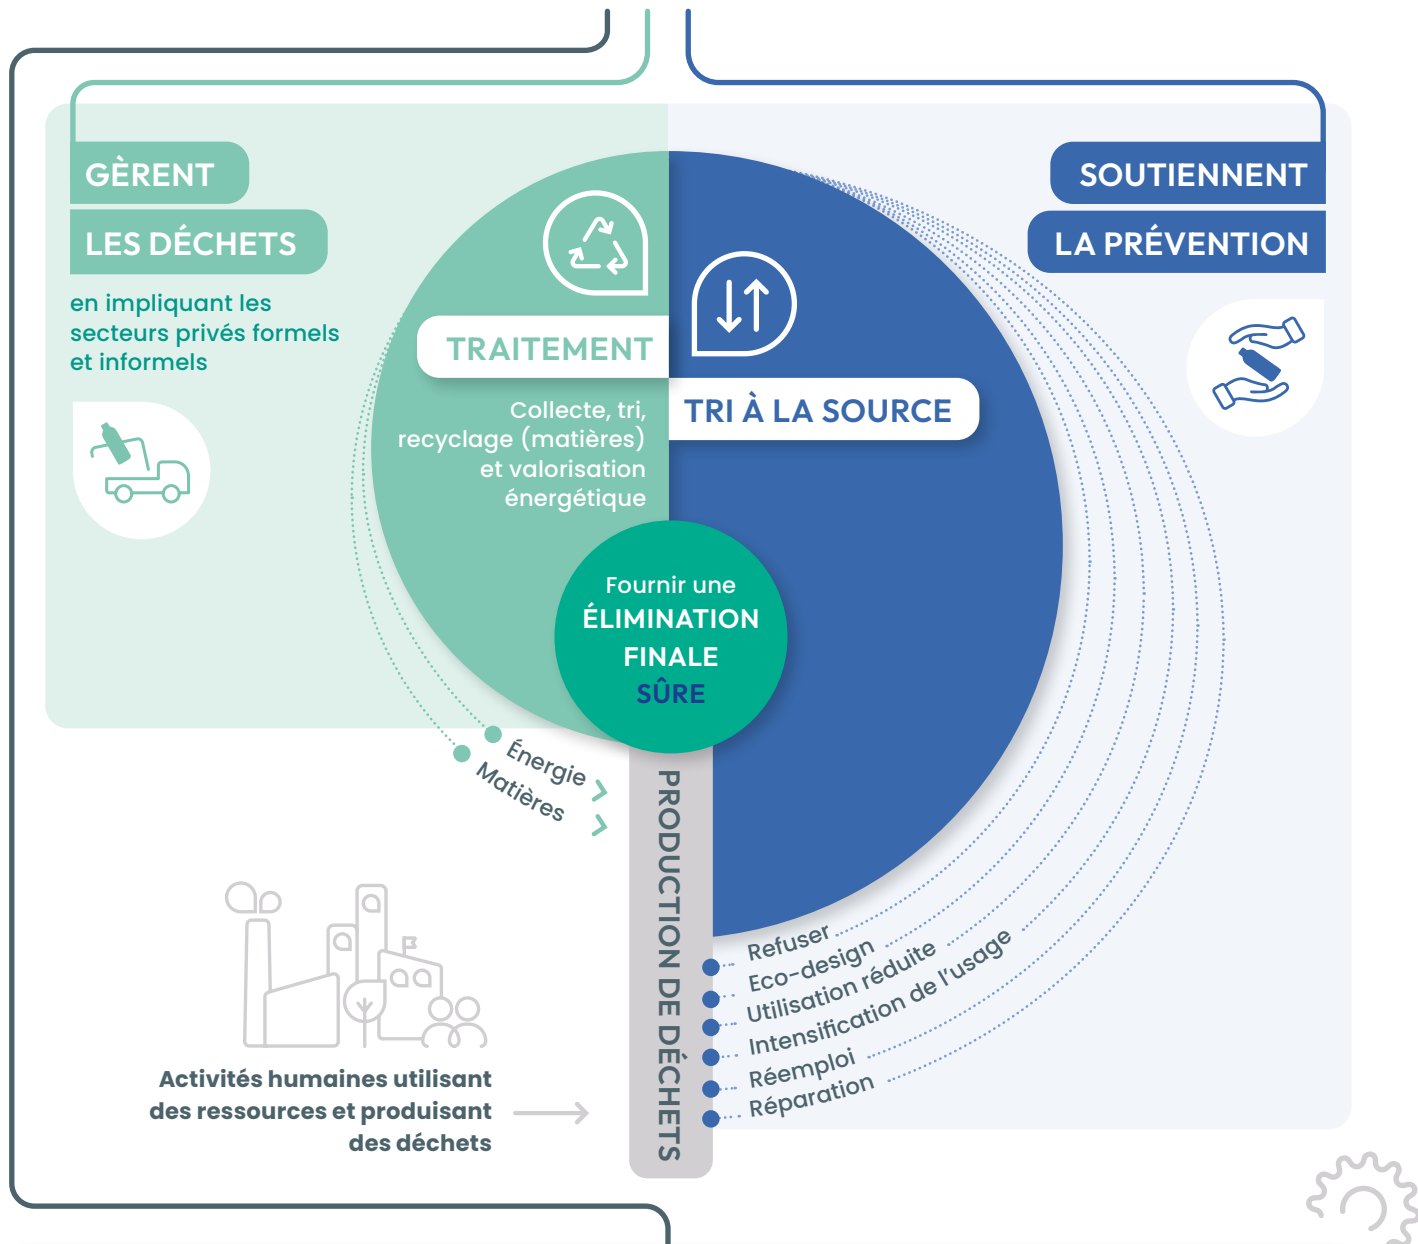 GÈRENT
LES DÉCHETS
en impliquant les
secteurs privés formels
et informels
SOUTIENNENT
LA PRÉVENTION
TRAITEMENT
Collecte, tri,
recyclage (matières)
et valorisation
énergétique
TRI À LA SOURCE
Fournir une
ÉLIMINATION
FINALE
SÛRE
Énergie
Matières
PRODUCTION DE DÉCHETS
Refuser
Eco-design
Utilisation réduite
Intensification de l'usage
Réemploi
Réparation
Activités humaines utilisant
des ressources et produisant
des déchets